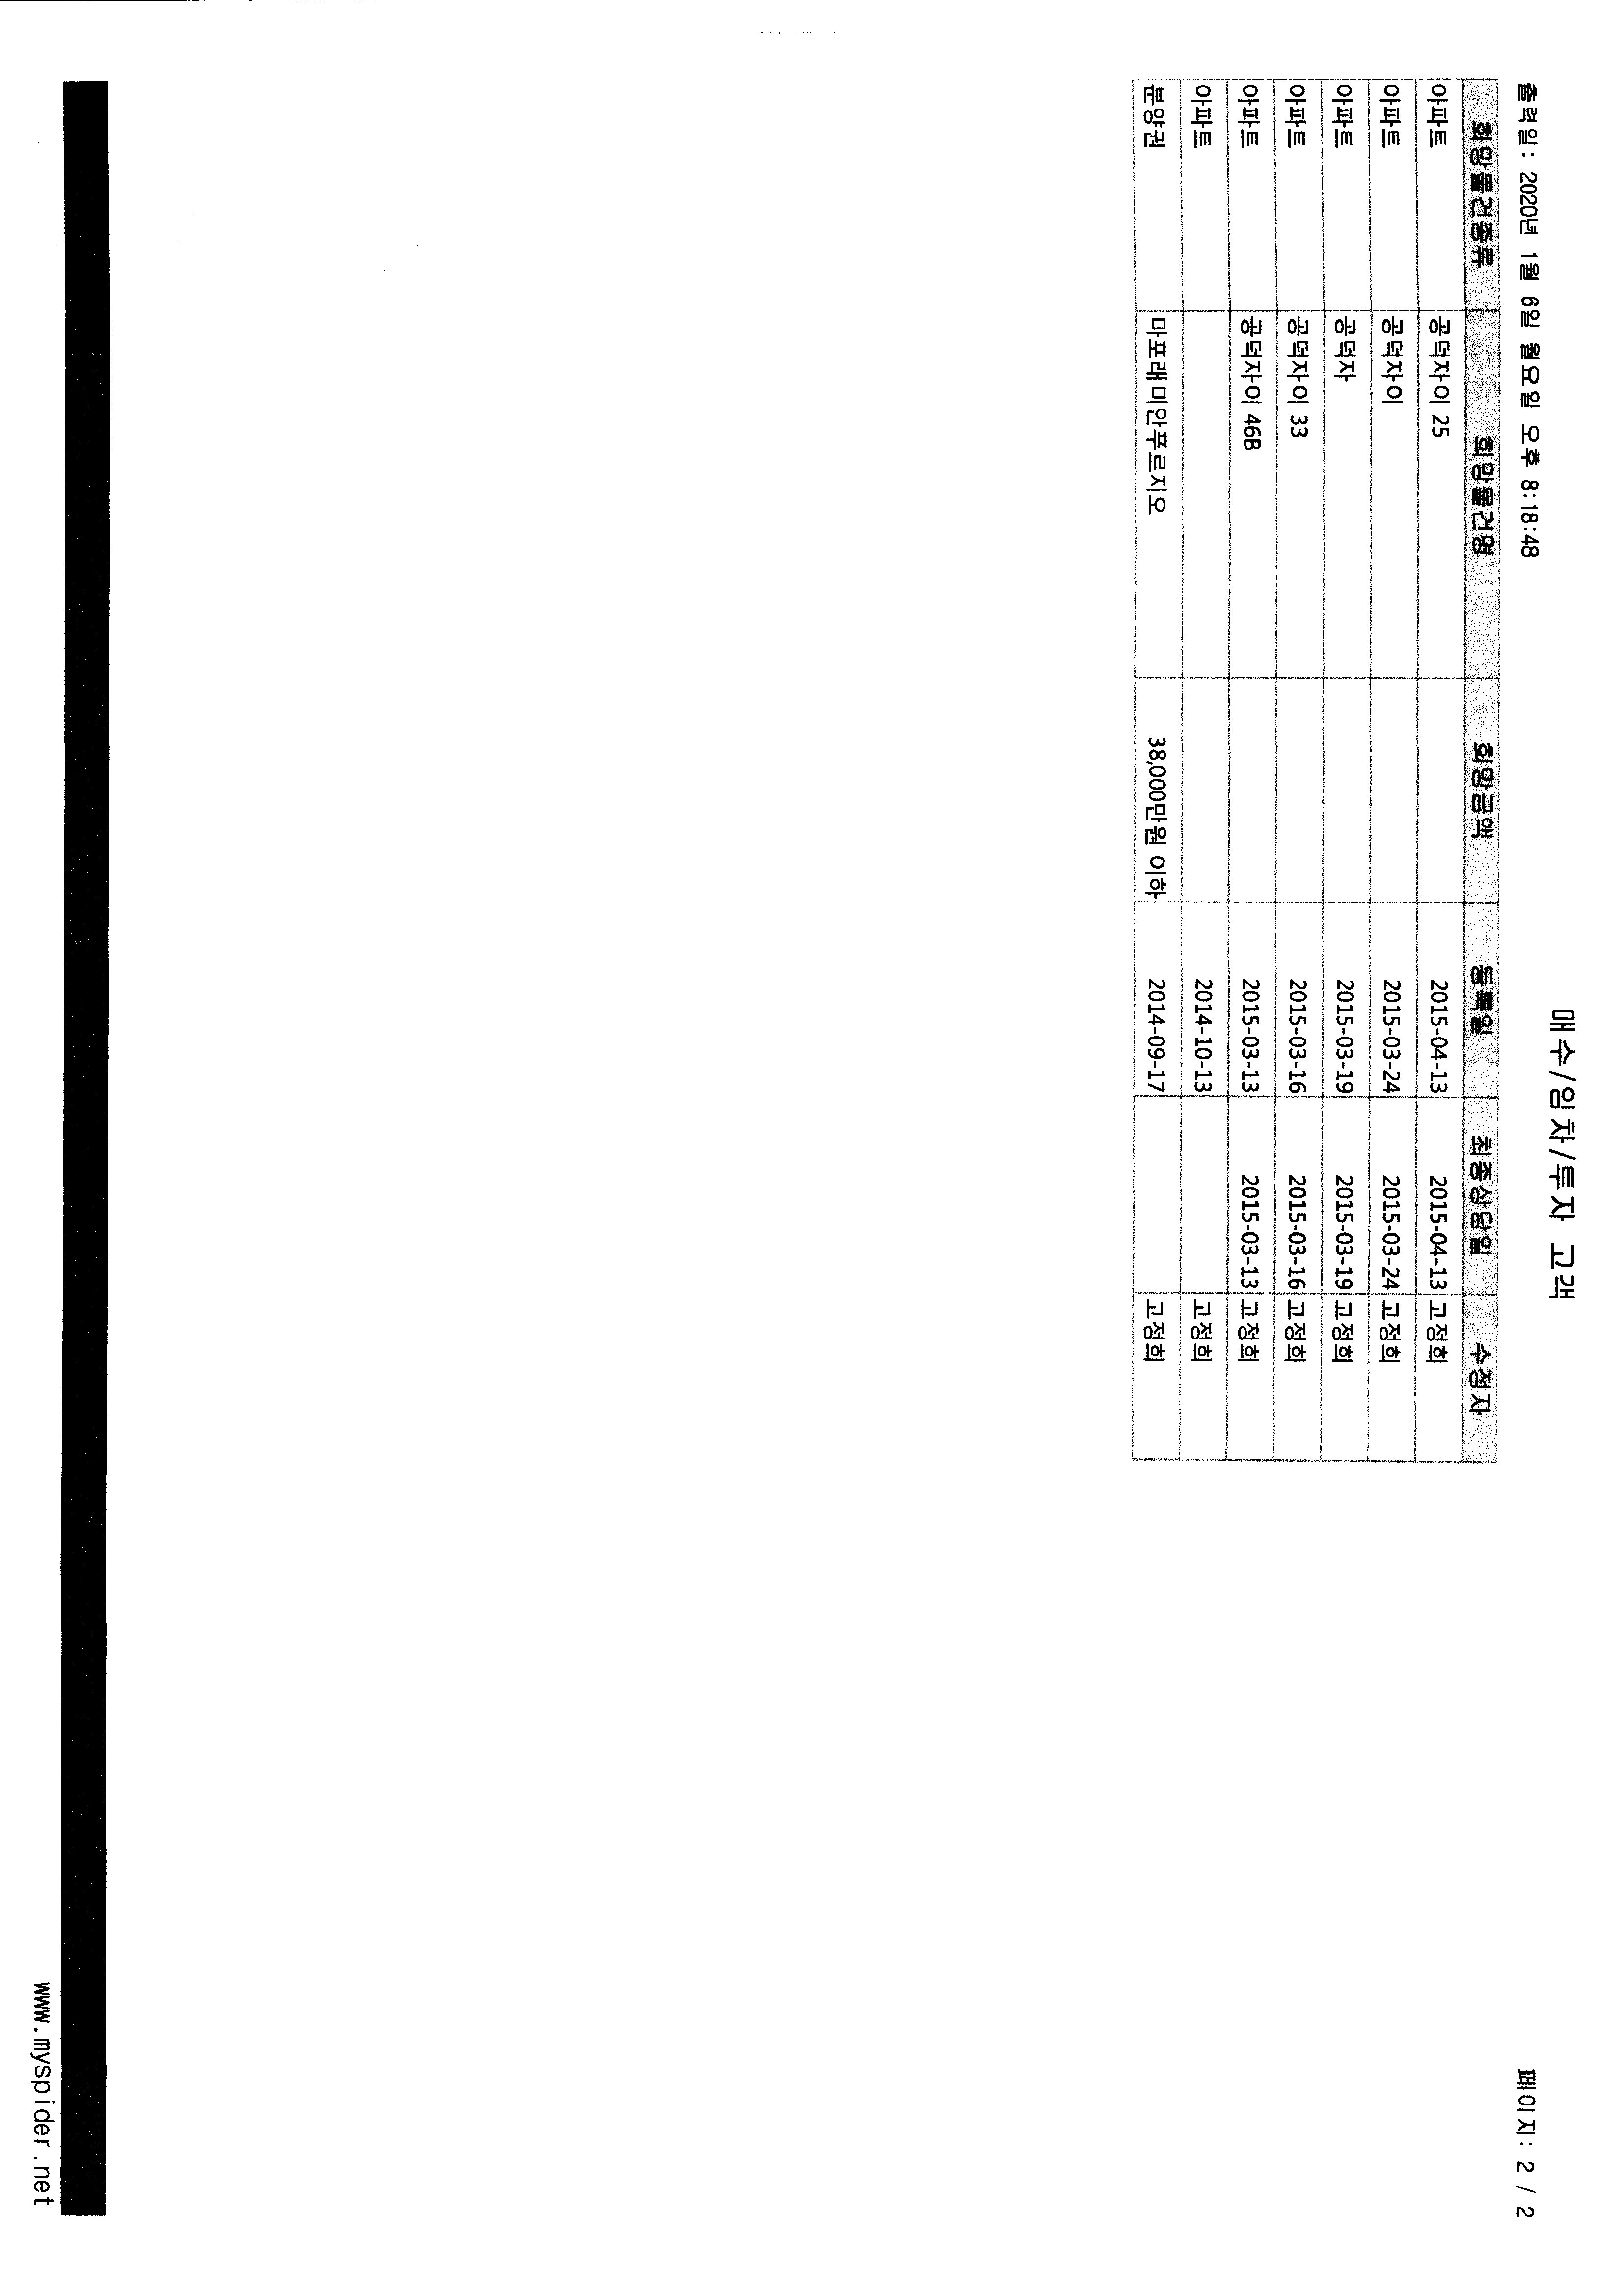 매수/임차/투자 고객
출력일: 2020년 1월 6일 월요일 오후 8:18:48
페이지: 2 / 2
희망물건종류 희망물건명 희망금액 등록일 최종상담일 수정자
아파트 공덕자이 25 2015-04-13 2015-04-13 고정희
아파트 공덕자이 2015-03-24 2015-03-24 고정희
아파트 공덕자 2015-03-19 2015-03-19 고정희
아파트 공덕자이 33 2015-03-16 2015-03-16 고정희
아파트 공덕자이 46B 2015-03-13 2015-03-13 고정희
아파트 2014-10-13 고정희
분양권 마포래미안푸르지오 38,000만원 이하 2014-09-17 고정희
www.myspider.net